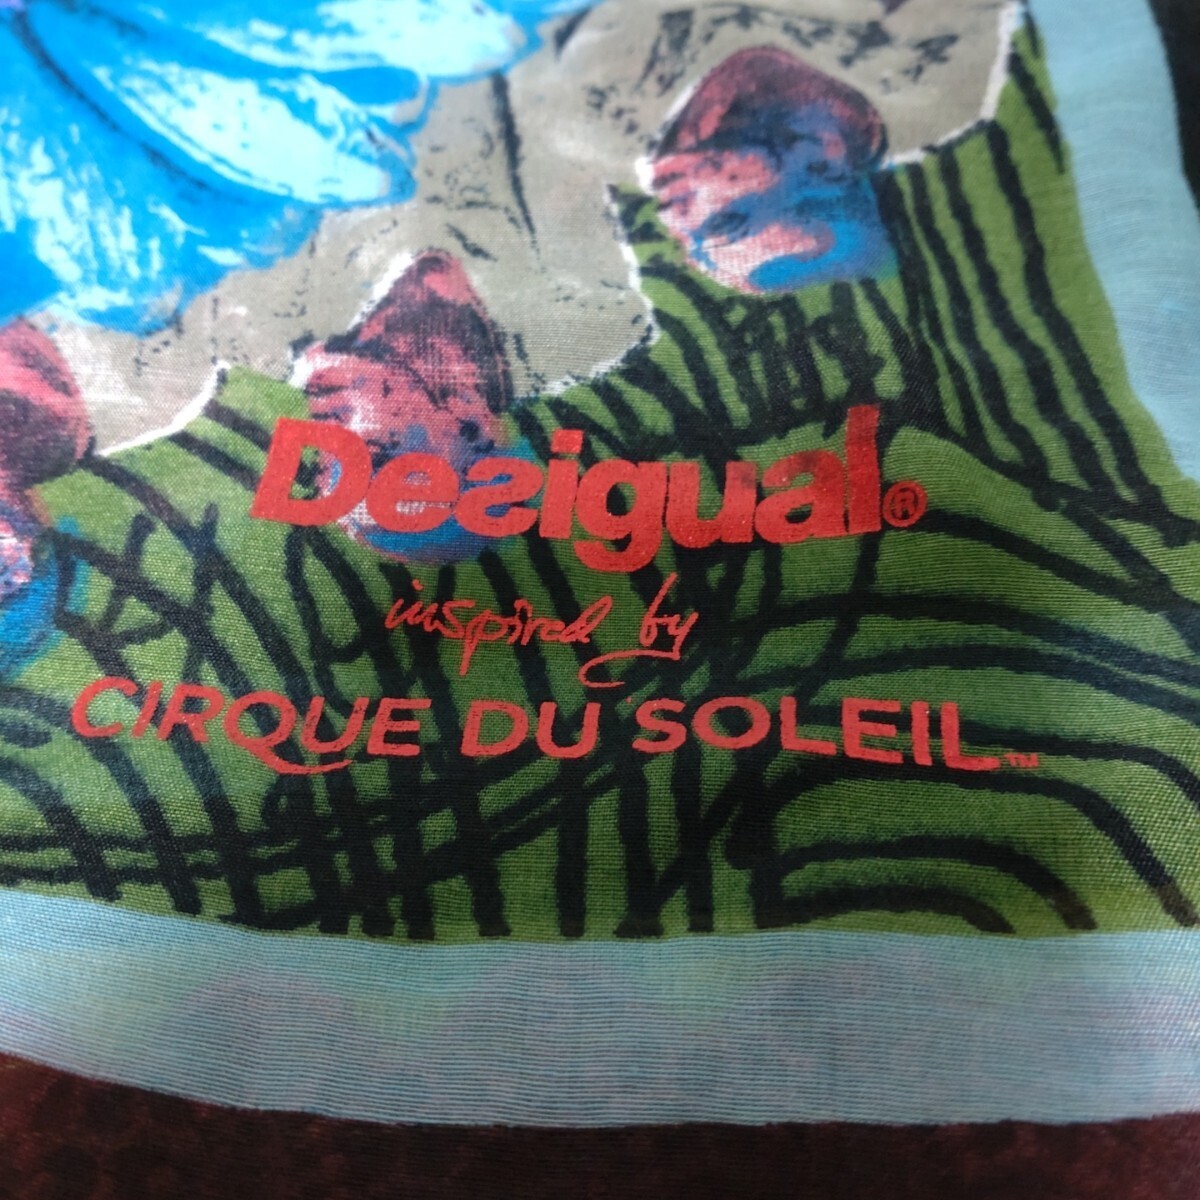 Desigual®
inspired by
CIRQUE DU SOLEIL™